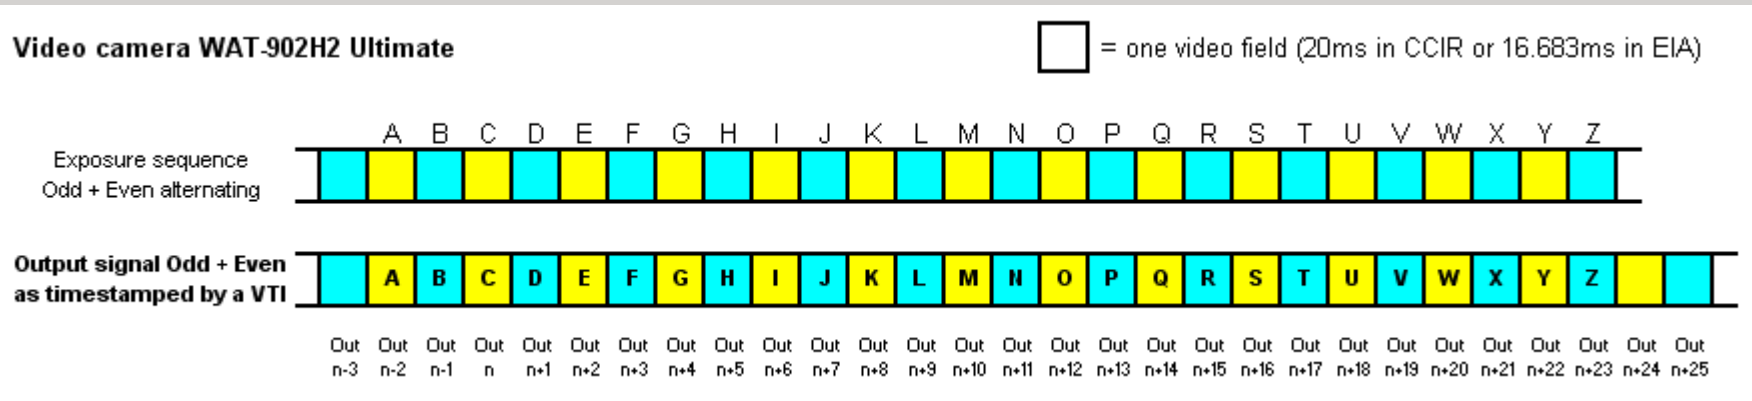 Video camera WAT-902H2 Ultimate
= one video field (20ms in CCIR or 16.683ms in EIA)
A B C D E F G H I J K L M N O P Q R S T U V W X Y Z
Exposure sequence
Odd + Even alternating
Output signal Odd + Even
as timestamped by a VTI
A B C D E F G H I J K L M N O P Q R S T U V W X Y Z
Out Out Out Out Out Out Out Out Out Out Out Out Out Out Out Out Out Out Out Out Out Out Out Out Out Out Out Out Out
n-3 n-2 n-1 n n+1 n+2 n+3 n+4 n+5 n+6 n+7 n+8 n+9 n+10 n+11 n+12 n+13 n+14 n+15 n+16 n+17 n+18 n+19 n+20 n+21 n+22 n+23 n+24 n+25